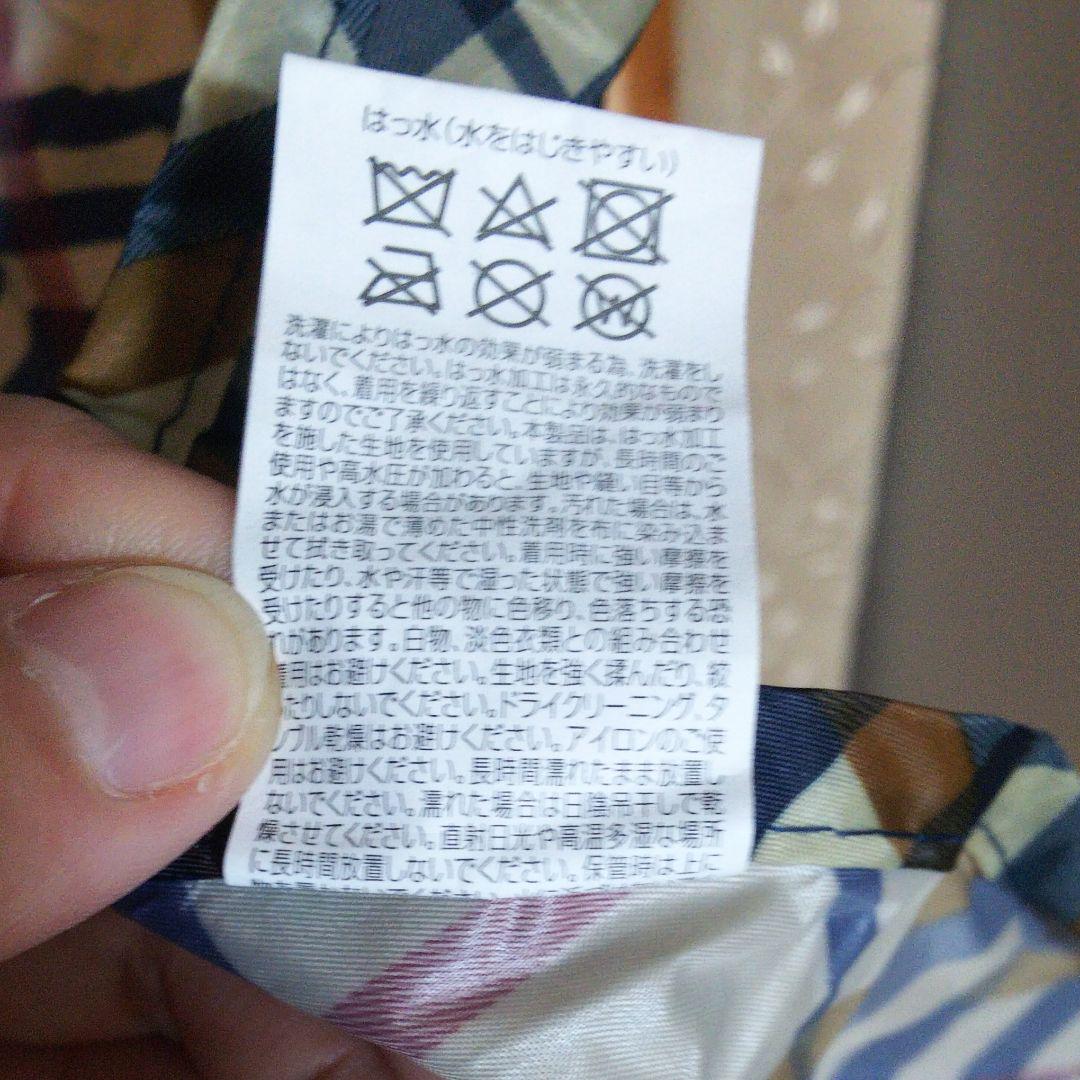 はっ水(水をはじきやすい)
洗濯によりはっ水の効果が弱まる為、洗濯をし
ないでください。はっ水加工は永久的なもので
はなく、着用を繰り返すことにより効果が弱まり
ますのでご了承ください。本製品は、はっ水加工
を施した生地を使用していますが、長時間のご
使用や高水圧が加わると、生地や縫い目等から
水が浸入する場合があります。汚れた場合は、水
またはお湯で薄めた中性洗剤を布に染み込ま
せて拭き取ってください。着用時に強い摩擦を
受けたり、水や汗等で湿った状態で強い摩擦を
受けたりすると他の物に色移り、色落ちする恐
れがあります。白物、淡色衣類との組み合わせ
着用はお避けください。生地を強く揉んだり、絞
ったりしないでください。ドライクリーニング、タ
ンブル乾燥はお避けください。アイロンのご使
用はお避けください。長時間濡れたまま放置し
ないでください。濡れた場合は日陰吊干しで乾
燥させてください。直射日光や高温多湿な場所
に長時間放置しないでください。保管時は上に